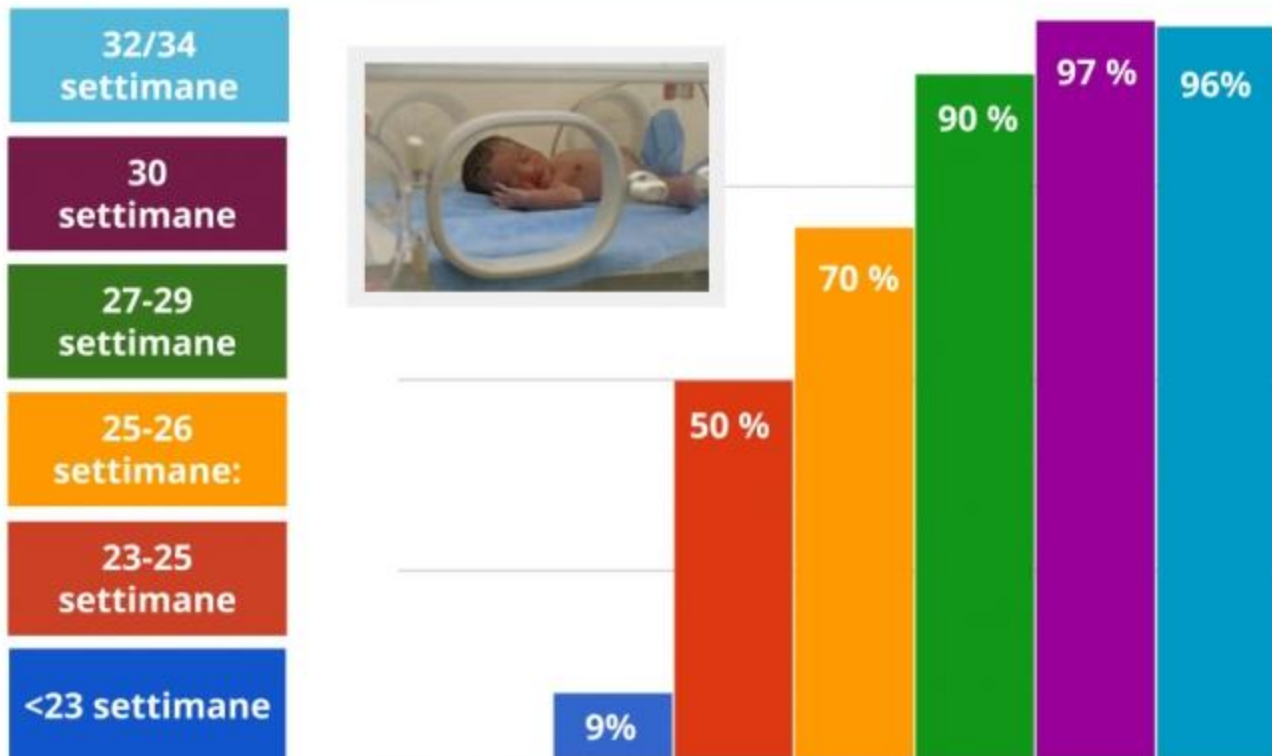 32/34
settimane
30
settimane
27-29
settimane
25-26
settimane:
23-25
settimane
<23 settimane
9%
50 %
70 %
90 %
97 %
96%